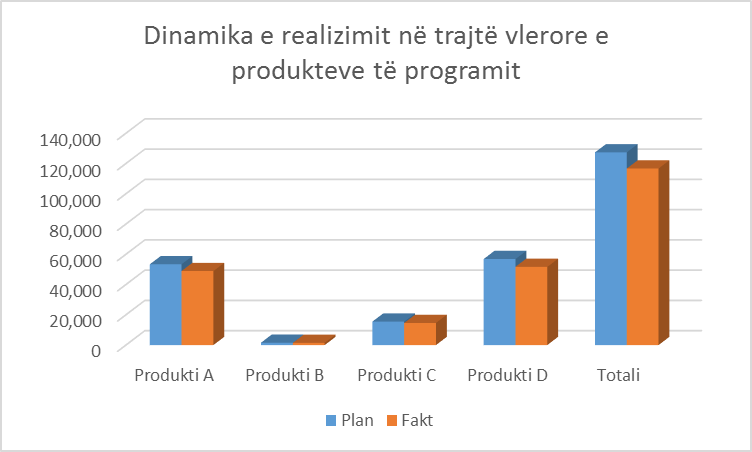 Dinamika e realizimit në trajtë vlerore e
produkteve të programit
140,000
120,000
100,000
80,000
60,000
40,000
20,000
0
Produkti A
Produkti B
Produkti C
Produkti D
Totali
Plan
Fakt